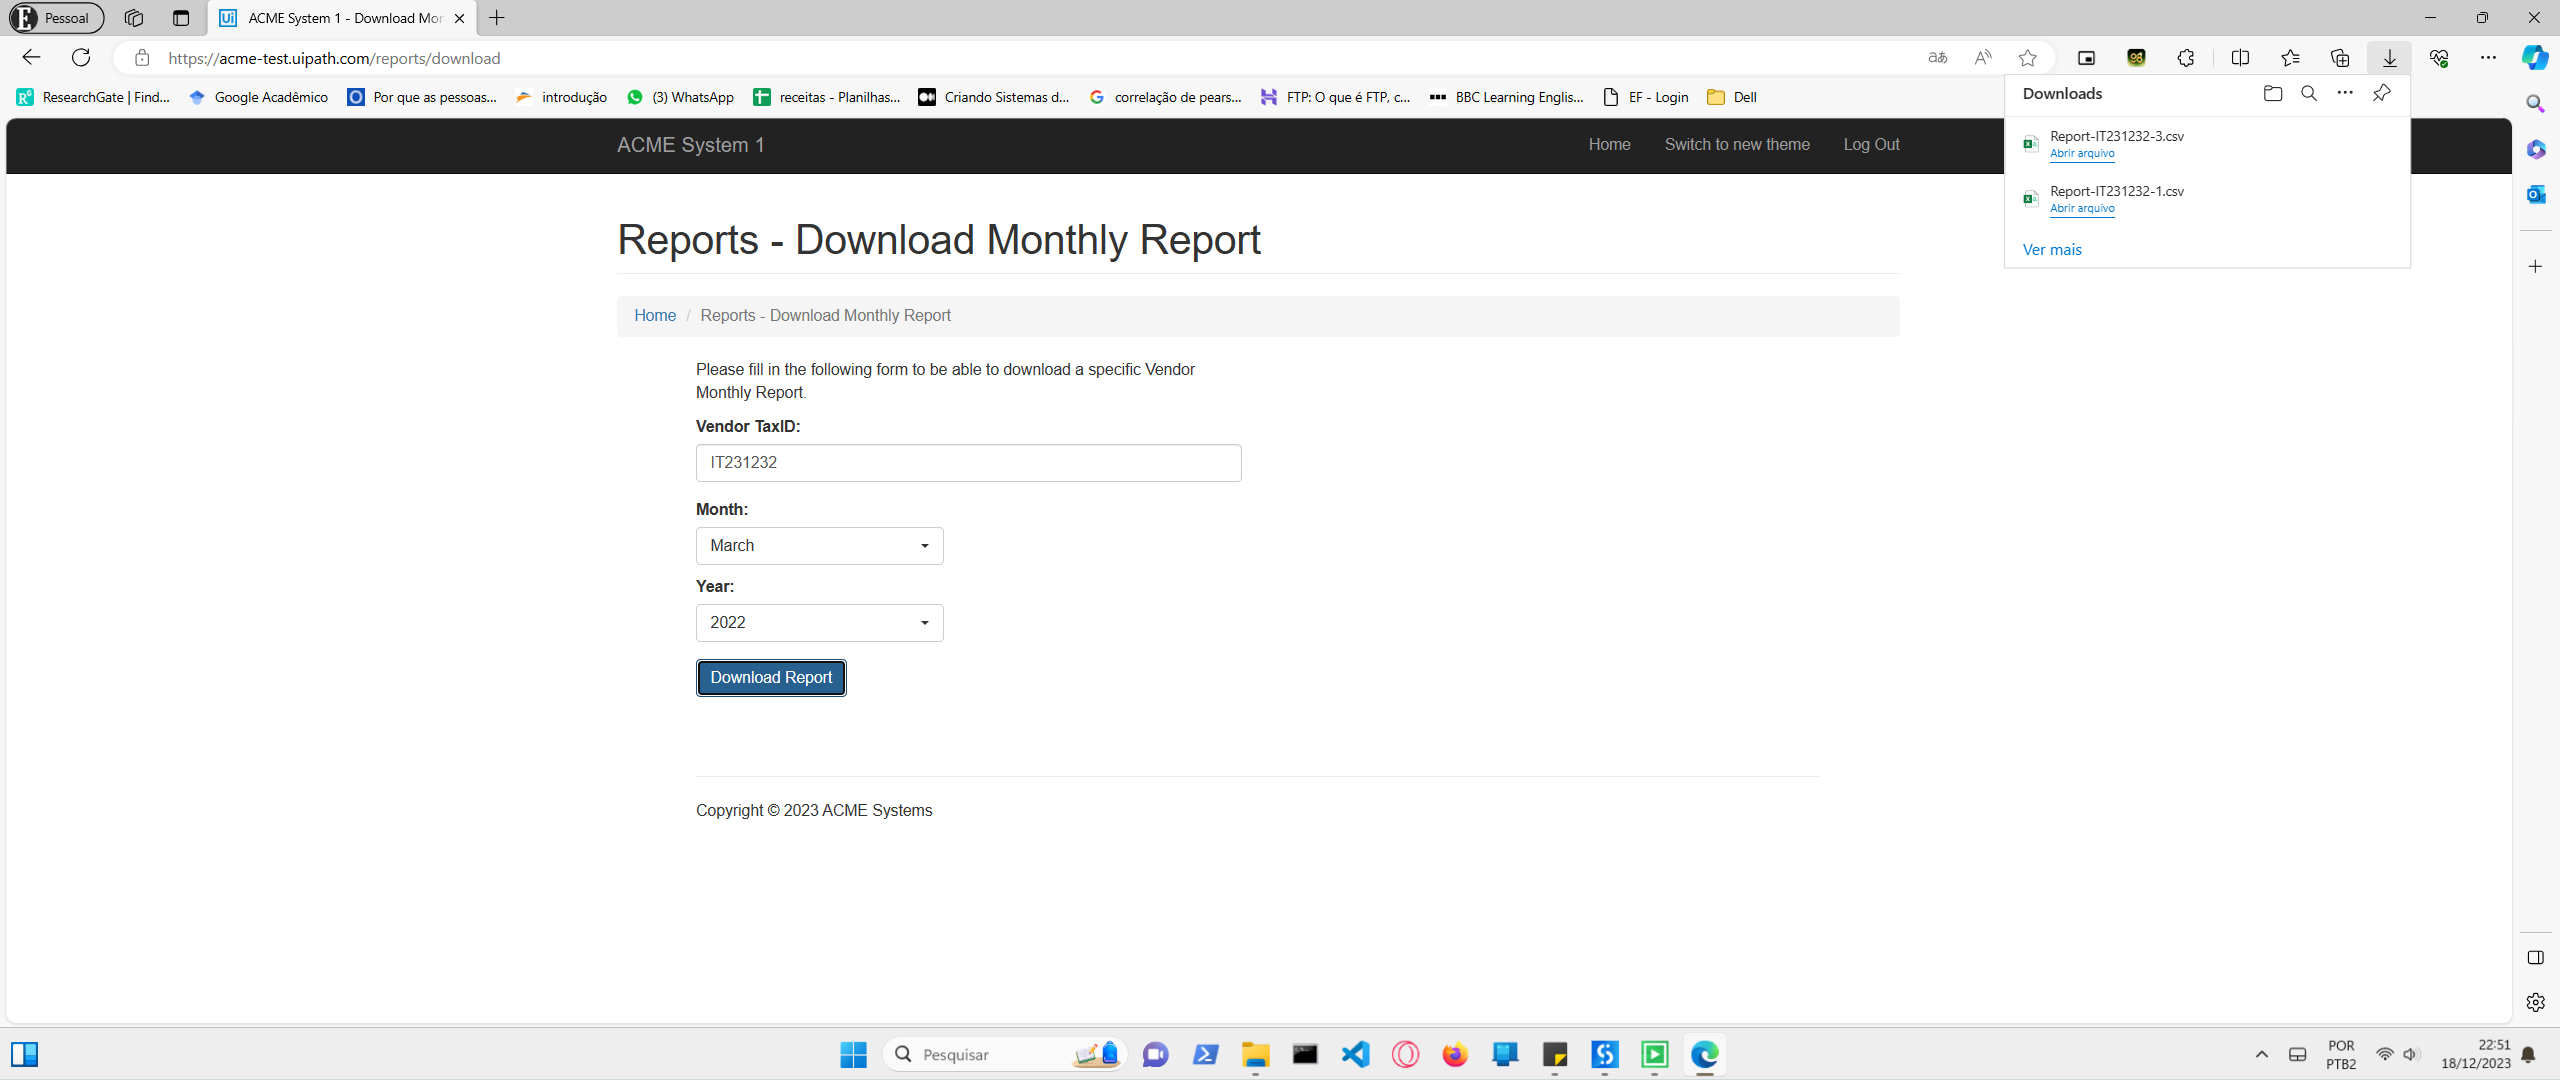 Pessoal
ACME System 1 - Download Mor
https://acme-test.uipath.com/reports/download
ResearchGate | Find...
Google Acadêmico
Por que as pessoas...
introdução
(3) WhatsApp
receitas - Planilhas...
Criando Sistemas d...
correlação de pears...
FTP: O que é FTP, c...
BBC Learning Englis...
EF - Login
Dell
Downloads
Report-IT231232-3.csv
Abrir arquivo
Report-IT231232-1.csv
Abrir arquivo
Ver mais
ACME System 1
Home
Switch to new theme
Log Out
Reports - Download Monthly Report
Home / Reports - Download Monthly Report
Please fill in the following form to be able to download a specific Vendor
Monthly Report.
Vendor TaxID:
IT231232
Month:
March
Year:
2022
Download Report
Copyright © 2023 ACME Systems
Pesquisar
POR
PTB2
22:51
18/12/2023